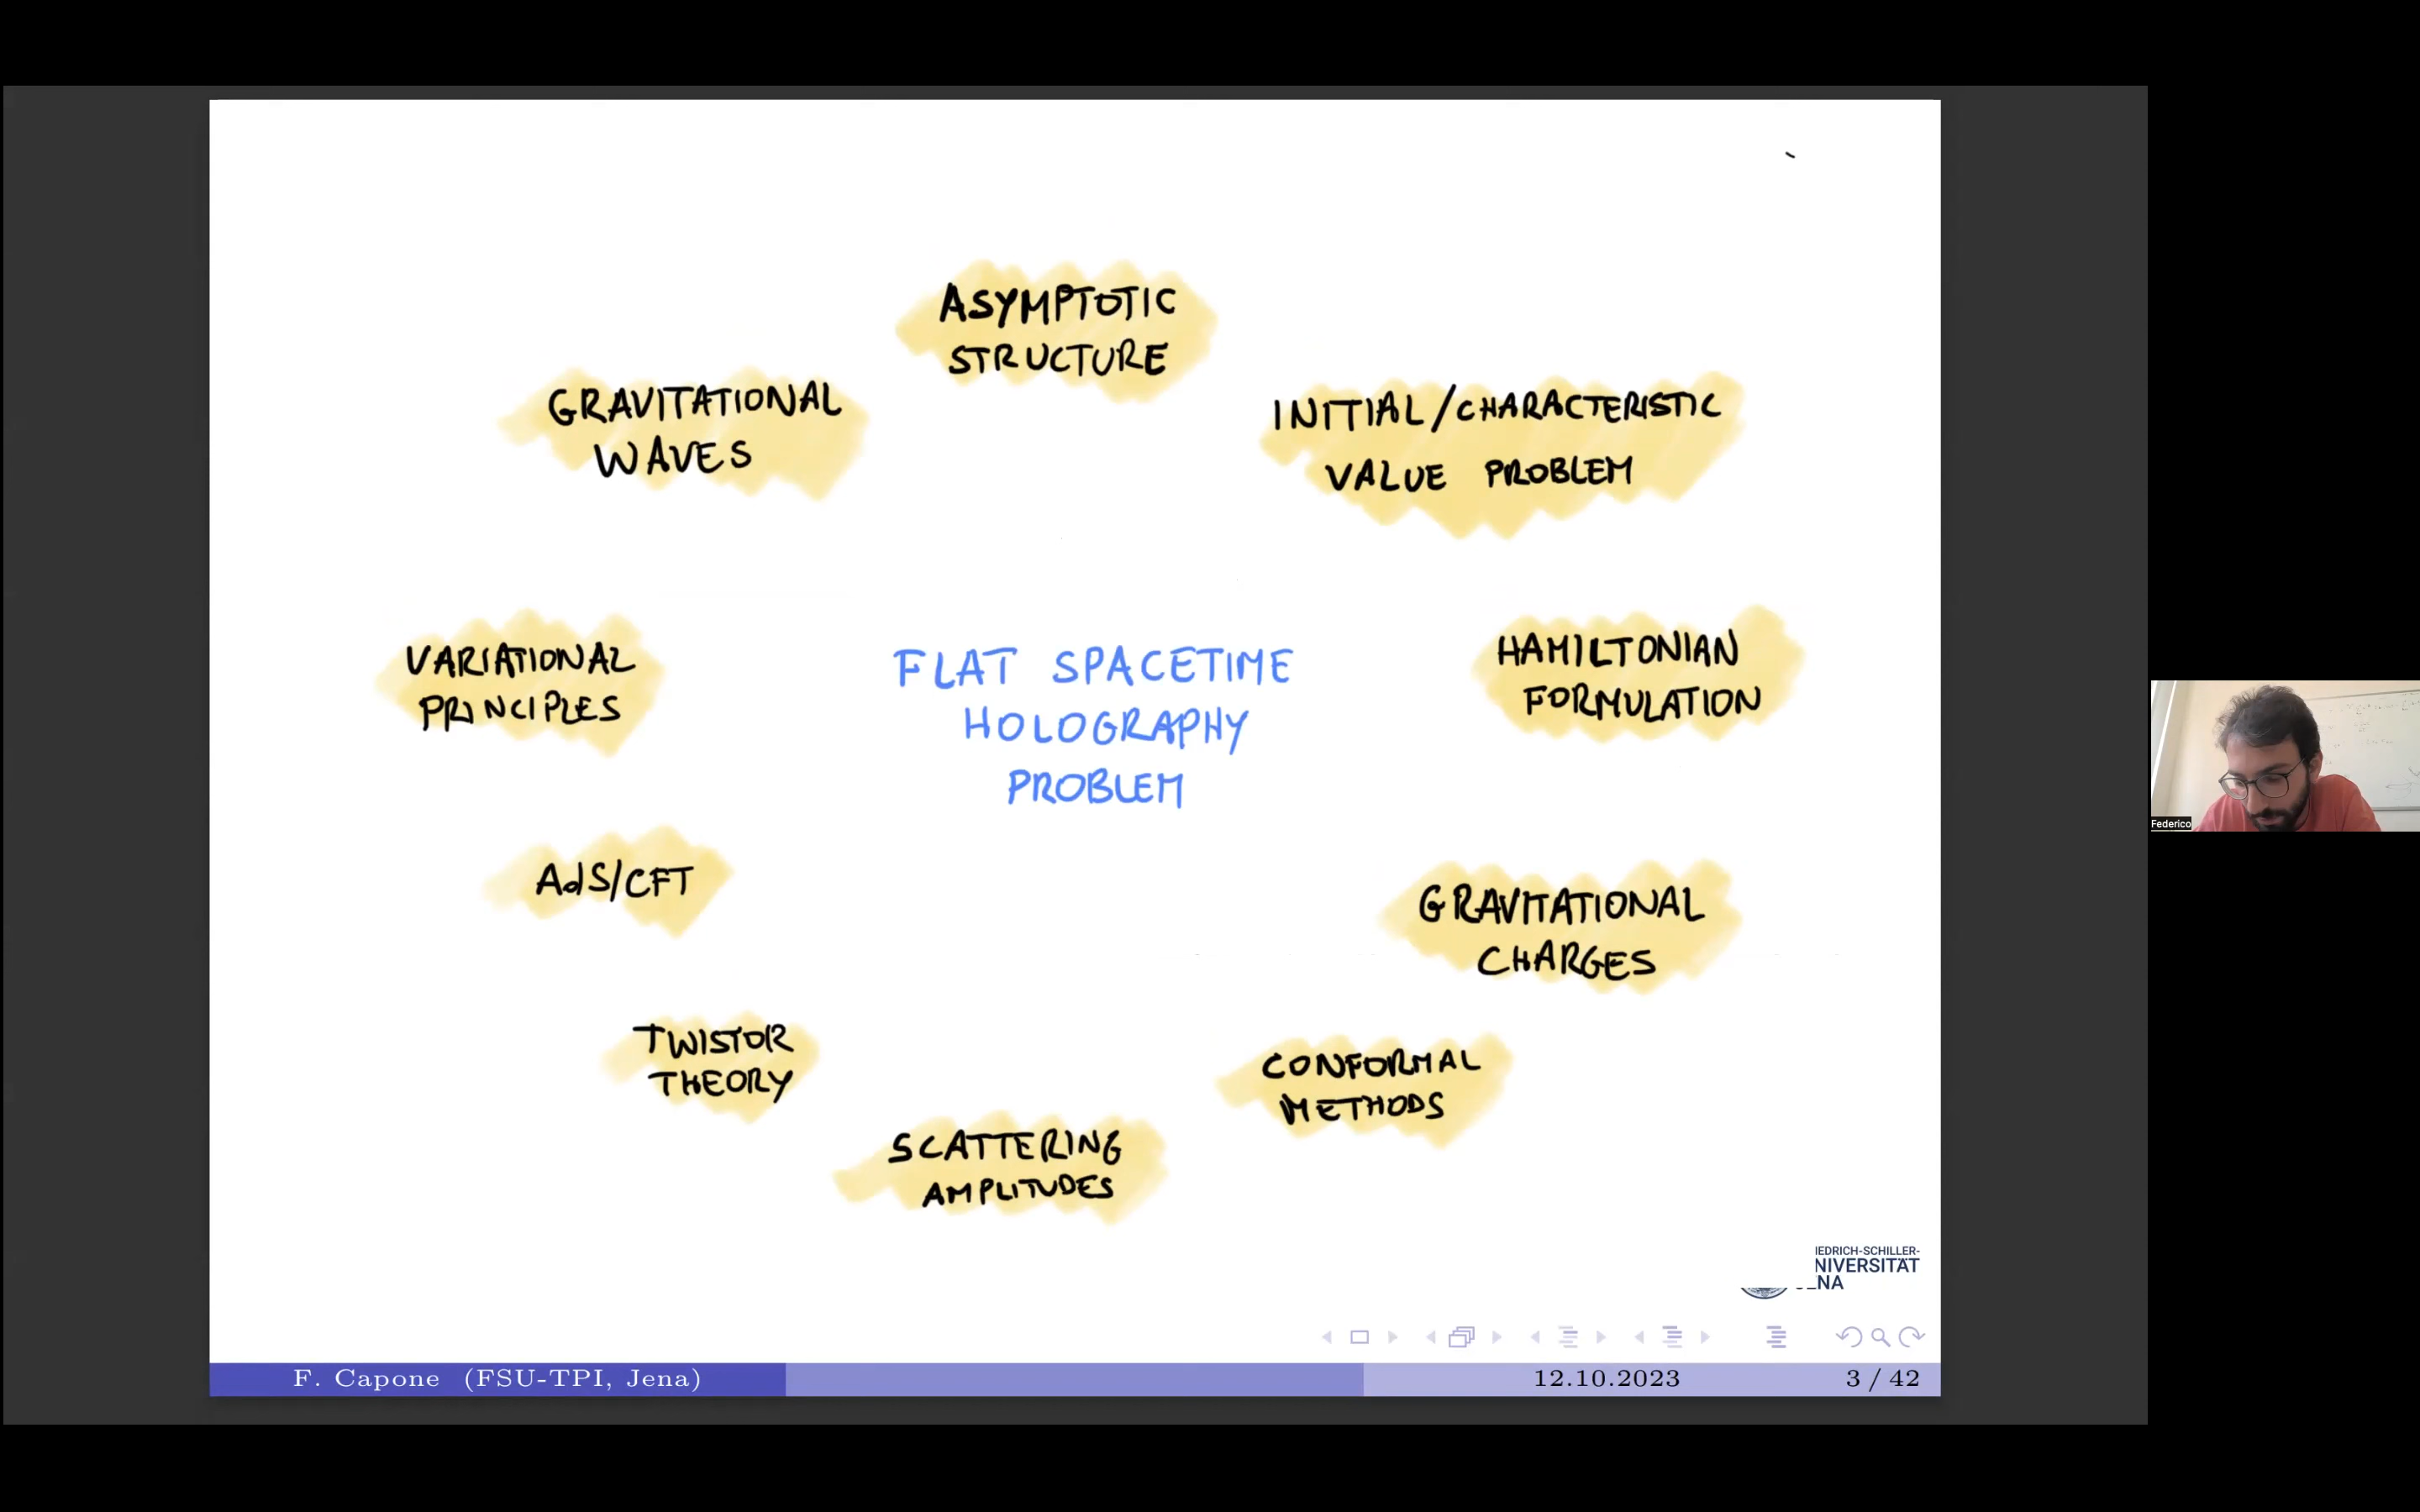 ASYMPTOTIC
STRUCTURE
GRAVITATIONAL
WAVES
INITIAL/CHARACTERISTIC
VALUE PROBLEM
VARIATIONAL
PRINCIPLES
FLAT SPACETIME
HOLOGRAPHY
PROBLEM
HAMILTONIAN
FORMULATION
AdS/CFT
GRAVITATIONAL
CHARGES
TWISTOR
THEORY
CONFORMAL
METHODS
SCATTERING
AMPLITUDES
IEDRICH-SCHILLER-
NIVERSITÄT
NA
F. Capone (FSU-TPI, Jena)
12.10.2023
3 / 42
Federico